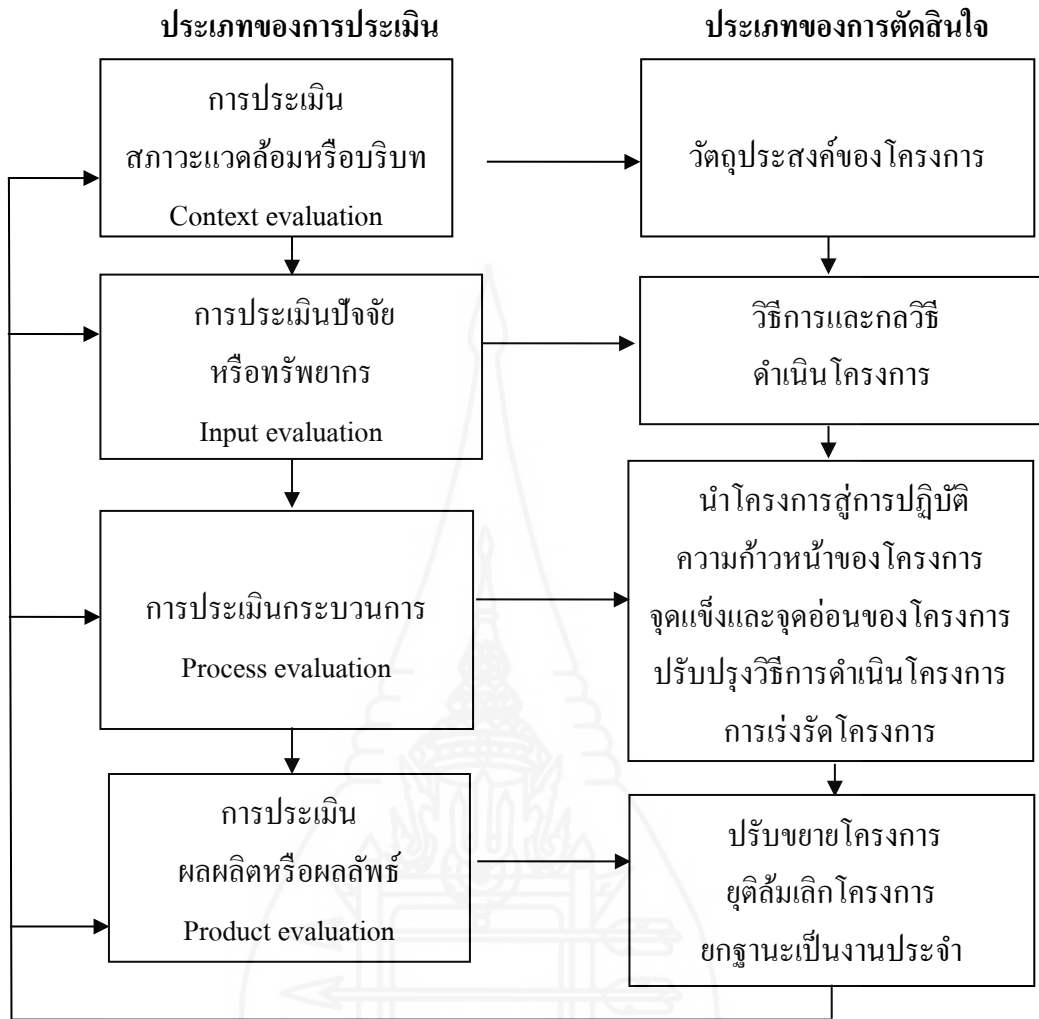 ประเภทของการประเมิน
ประเภทของการตัดสินใจ
การประเมิน
สภาวะแวดล้อมหรือบริบท
Context evaluation
วัตถุประสงค์ของโครงการ
การประเมินปัจจัย
หรือทรัพยากร
Input evaluation
วิธีการและกลวิธี
ดำเนินโครงการ
การประเมินกระบวนการ
Process evaluation
นำโครงการสู่การปฏิบัติ
ความก้าวหน้าของโครงการ
จุดแข็งและจุดอ่อนของโครงการ
ปรับปรุงวิธีการดำเนินโครงการ
การเร่งรัดโครงการ
การประเมิน
ผลผลิตหรือผลลัพธ์
Product evaluation
ปรับขยายโครงการ
ยุติล้มเลิกโครงการ
ยกฐานะเป็นงานประจำ